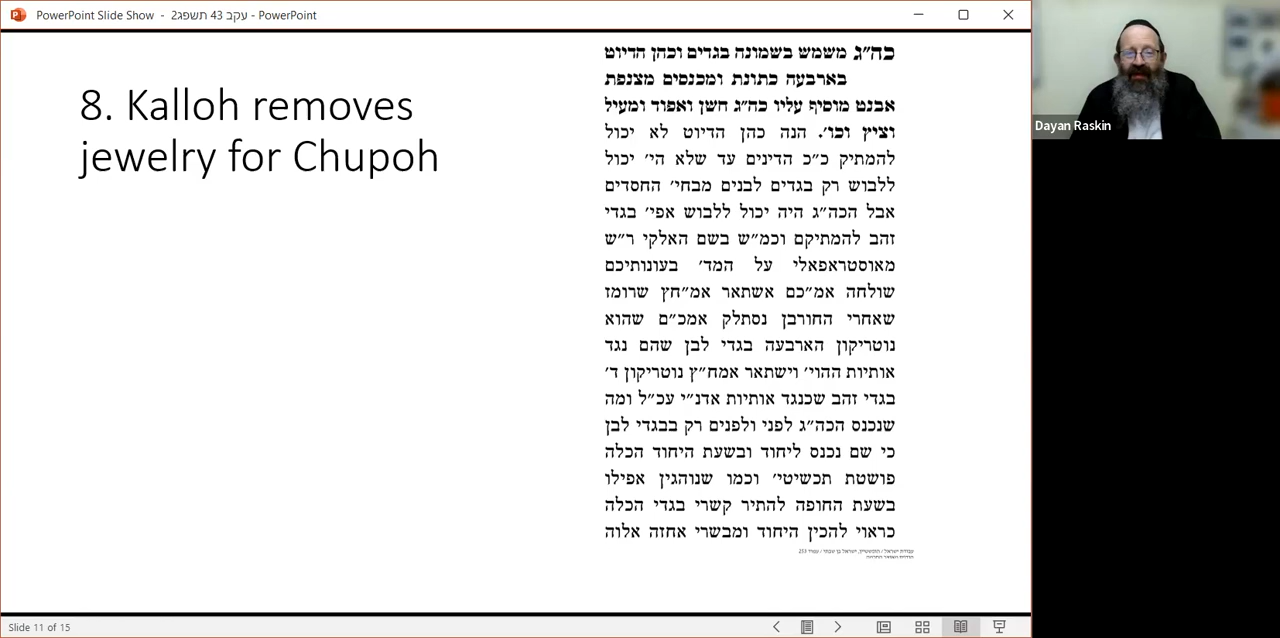 PowerPoint Slide Show - עקב 43 תשפג2 - PowerPoint
8. Kalloh removes
jewelry for Chupoh
כה״ג משמש בשמונה בגדים וכהן הדיוט
בארבעה כתונת ומכנסים מצנפת
אבנט מוסיף עליו כה״ג חשן ואפוד ומעיל
וציץ וכו׳. הנה כהן הדיוט לא יכול
להמתיק כ״כ הדינים עד שלא הי׳ יכול
ללבוש רק בגדים לבנים מבחי׳ החסדים
אבל הכה״ג היה יכול ללבוש אפי׳ בגדי
זהב להמתיקם וכמ״ש בשם האלקי ר״ש
מאוסטראפאלי על המד׳ בעונותיכם
שולחה אמ״כם אשתאר אמ״חץ שרומז
שאחרי החורבן נסתלק אמכ״ם שהוא
נוטריקון הארבעה בגדי לבן שהם נגד
אותיות ההוי׳ וישתאר אמח״ץ נוטריקון ד׳
בגדי זהב שכנגד אותיות אדנ״י עכ״ל ומה
שנכנס הכה״ג לפני ולפנים רק בבגדי לבן
כי שם נכנס ליחוד ובשעת היחוד הכלה
פושטת תכשיטי׳ וכמו שנוהגין אפילו
בשעת החופה להתיר קשרי בגדי הכלה
כראוי להכין היחוד ומבשרי אחזה אלוה
Dayan Raskin
Slide 11 of 15